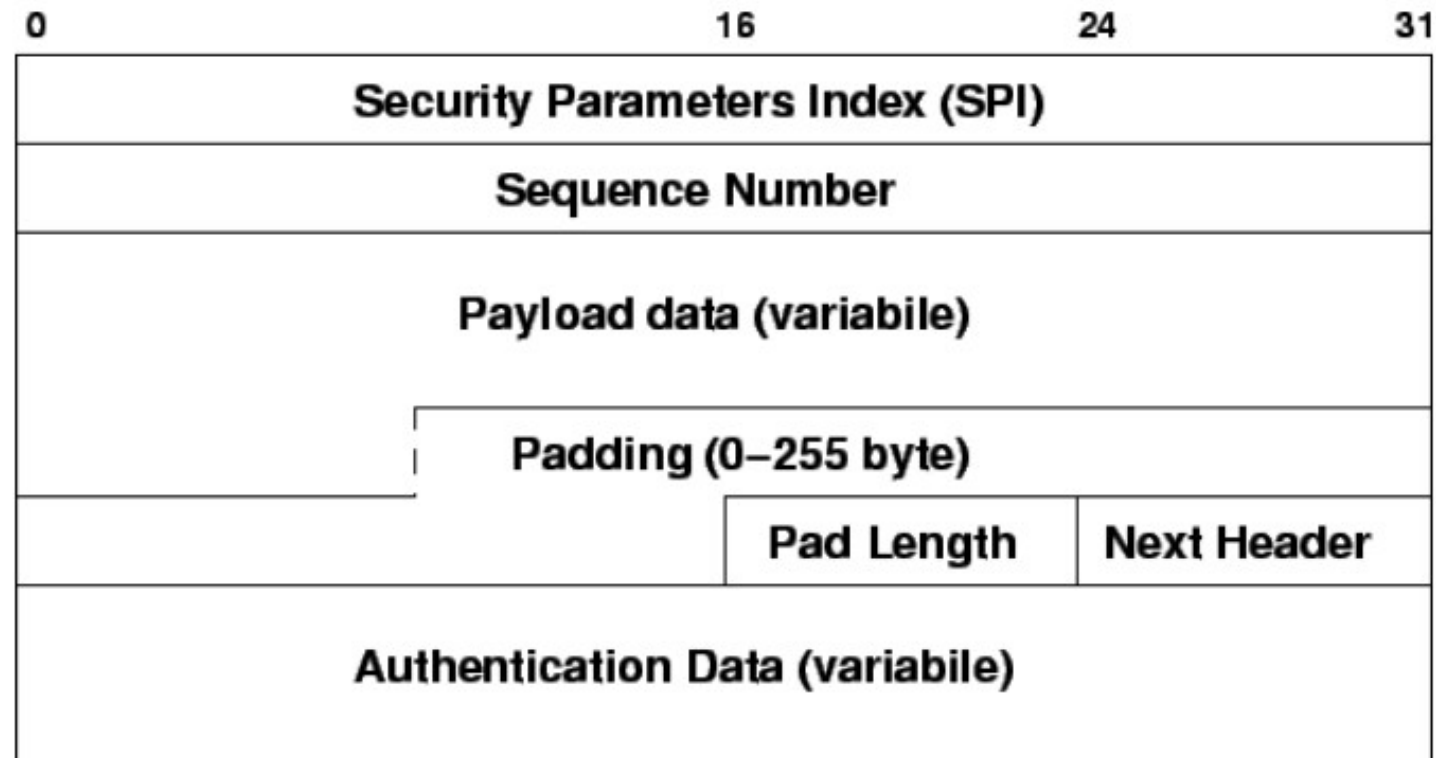 0 16 24 31
Security Parameters Index (SPI)
Sequence Number
Payload data (variabile)
Padding (0–255 byte)
Pad Length Next Header
Authentication Data (variabile)